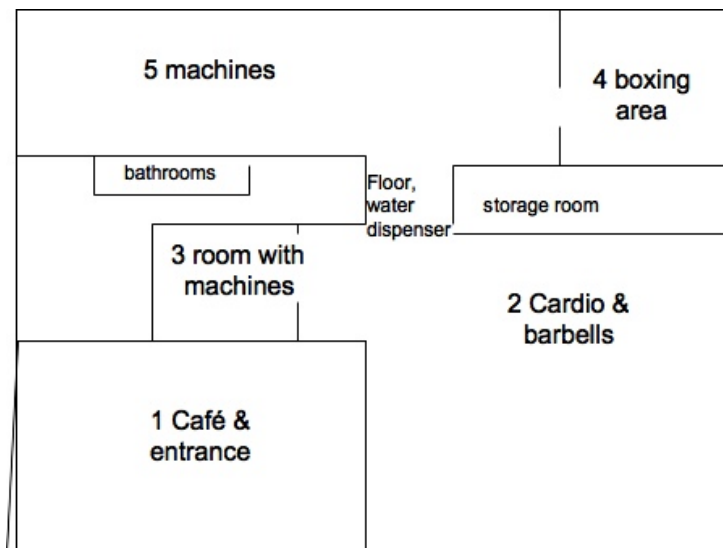 5 machines
4 boxing
area
bathrooms
Floor,
water
dispenser
storage room
3 room with
machines
2 Cardio &
barbells
1 Café &
entrance